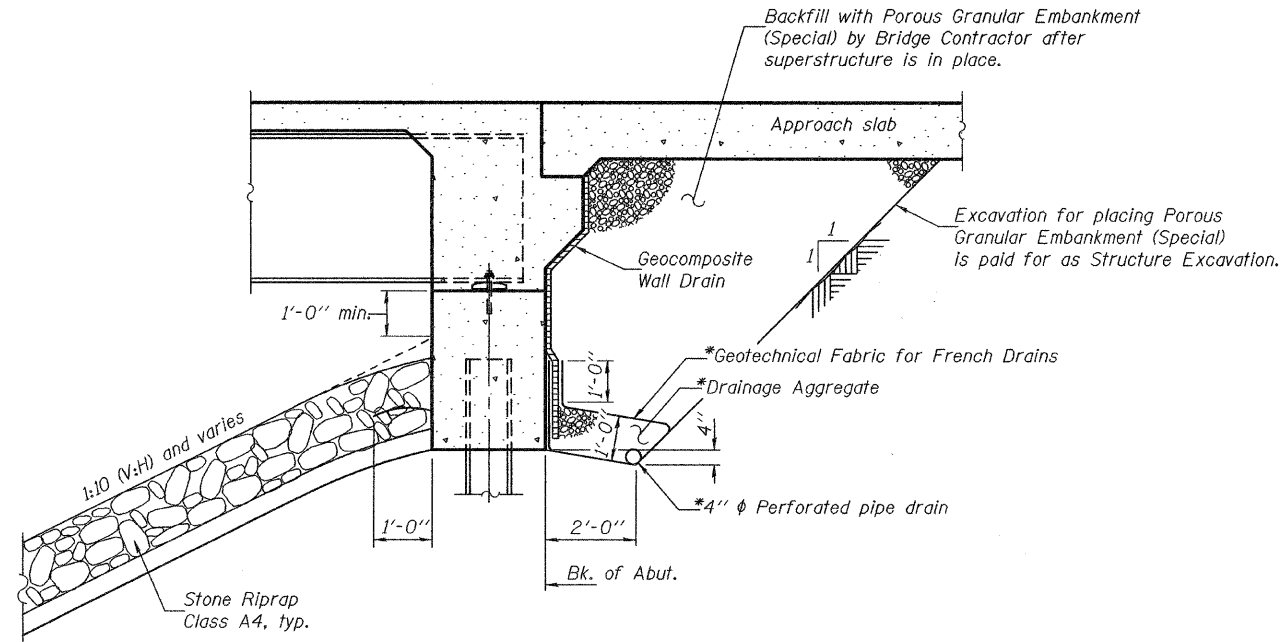 Backfill with Porous Granular Embankment
(Special) by Bridge Contractor after
superstructure is in place.
Approach slab
Excavation for placing Porous
Granular Embankment (Special)
is paid for as Structure Excavation.
1
1
Geocomposite
Wall Drain
1'-0" min.
*Geotechnical Fabric for French Drains
1'-0"
*Drainage Aggregate
1'-0"
4"
1:10 (V:H) and varies
*4" ϕ Perforated pipe drain
1'-0"
2'-0"
Bk. of Abut.
Stone Riprap
Class A4, typ.